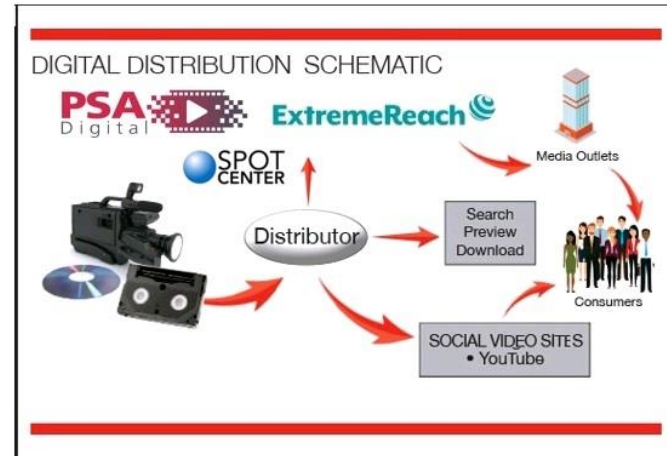 DIGITAL DISTRIBUTION SCHEMATIC
PSA
Digital
ExtremeReach
Media Outlets
SPOT
CENTER
Distributor
Search
Preview
Download
Consumers
SOCIAL VIDEO SITES
• YouTube